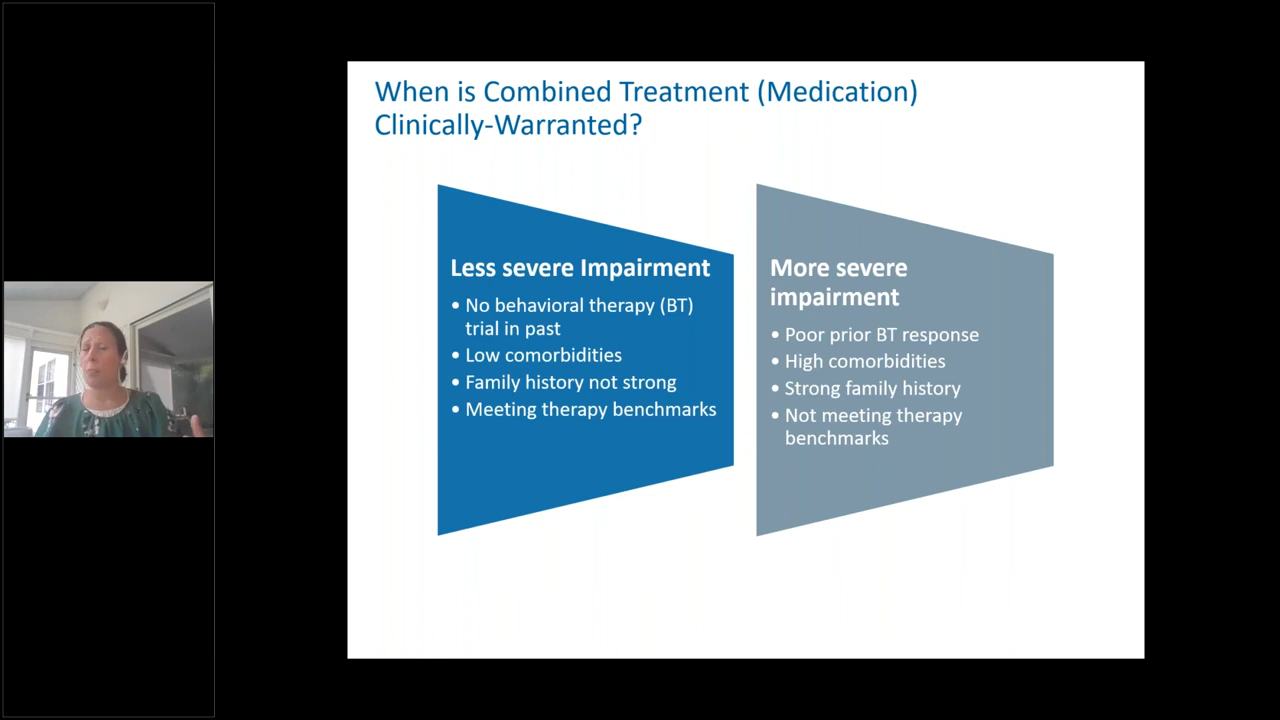 When is Combined Treatment (Medication)
Clinically-Warranted?
Less severe Impairment
• No behavioral therapy (BT)
trial in past
• Low comorbidities
• Family history not strong
• Meeting therapy benchmarks
More severe
impairment
• Poor prior BT response
• High comorbidities
• Strong family history
• Not meeting therapy
benchmarks